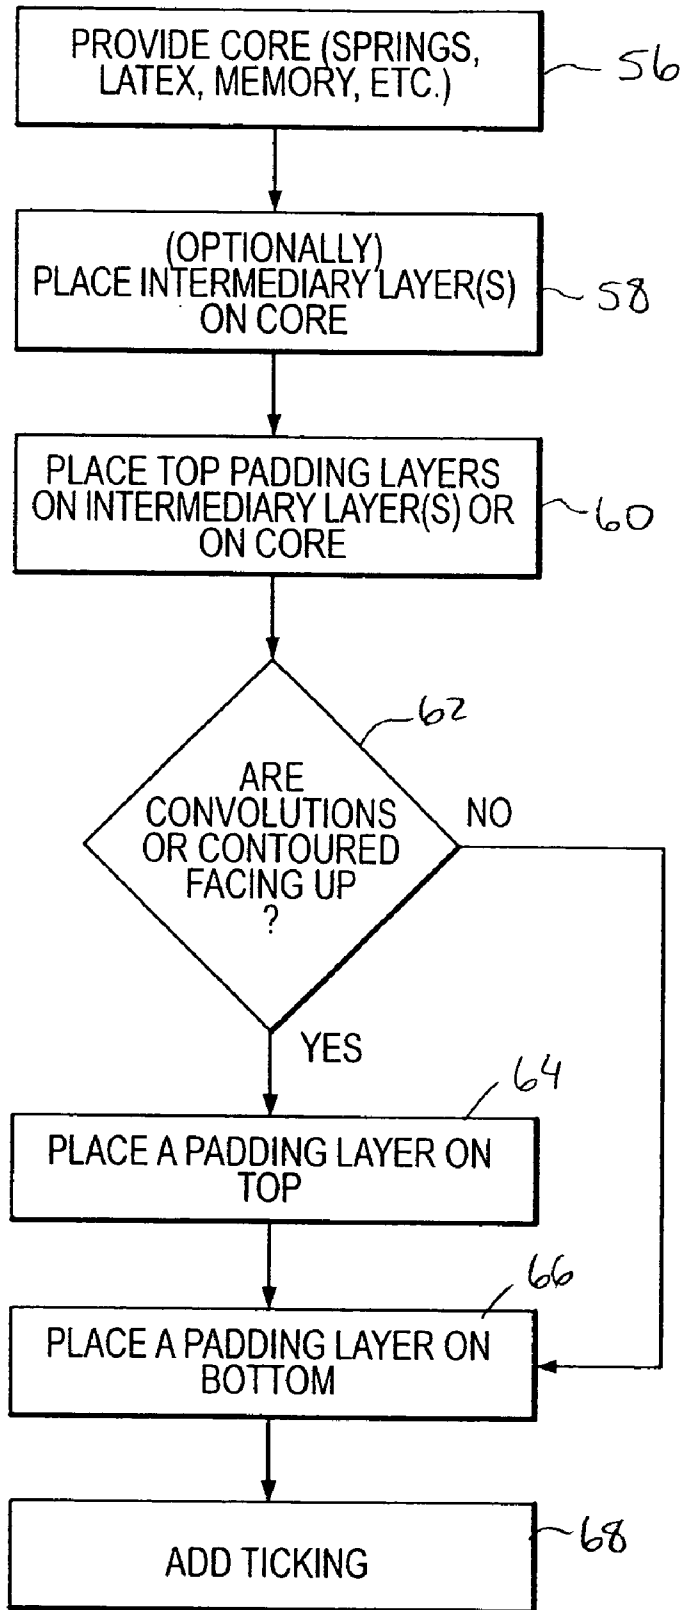 PROVIDE CORE (SPRINGS,
LATEX, MEMORY, ETC.)
56
(OPTIONALLY)
PLACE INTERMEDIARY LAYER(S)
ON CORE
58
PLACE TOP PADDING LAYERS
ON INTERMEDIARY LAYER(S) OR
ON CORE
60
62
ARE
CONVOLUTIONS
OR CONTOURED
FACING UP
?
NO
YES
64
PLACE A PADDING LAYER ON
TOP
66
PLACE A PADDING LAYER ON
BOTTOM
ADD TICKING
68